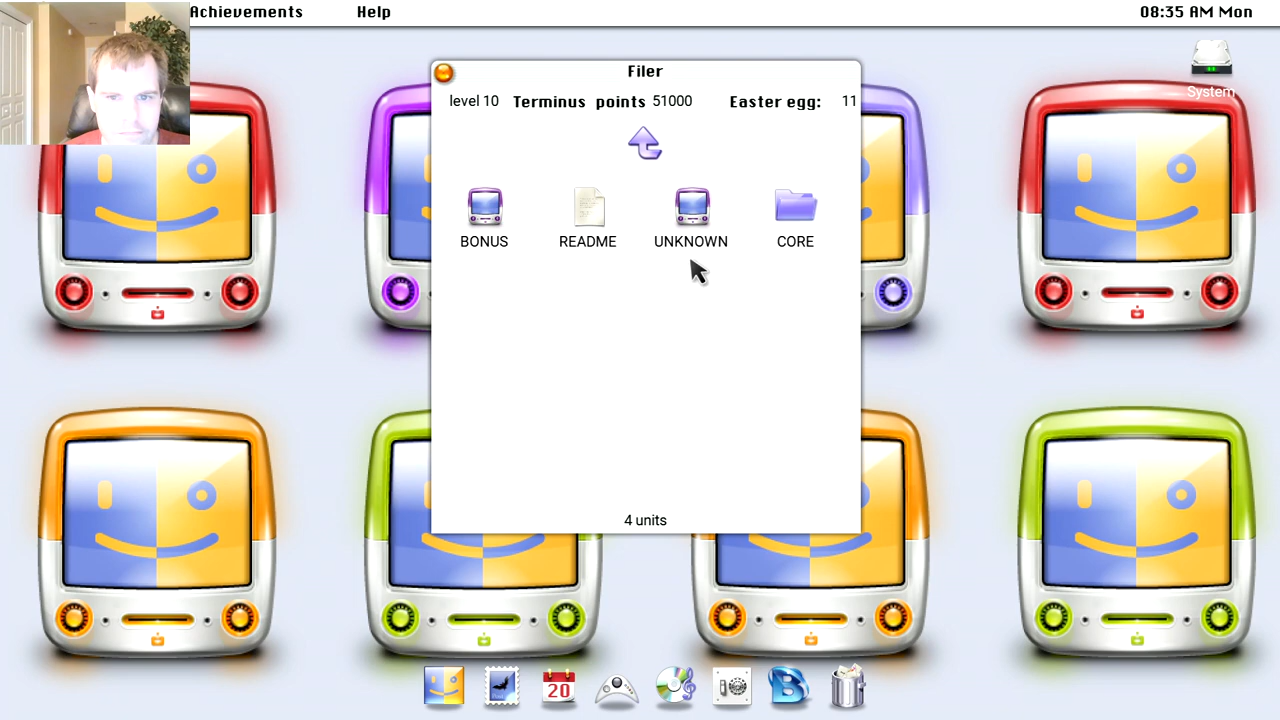 Achievements Help 08:35 AM Mon
Filer
level 10 Terminus points 51000 Easter egg: 11
System
BONUS README UNKNOWN CORE
4 units
20
B